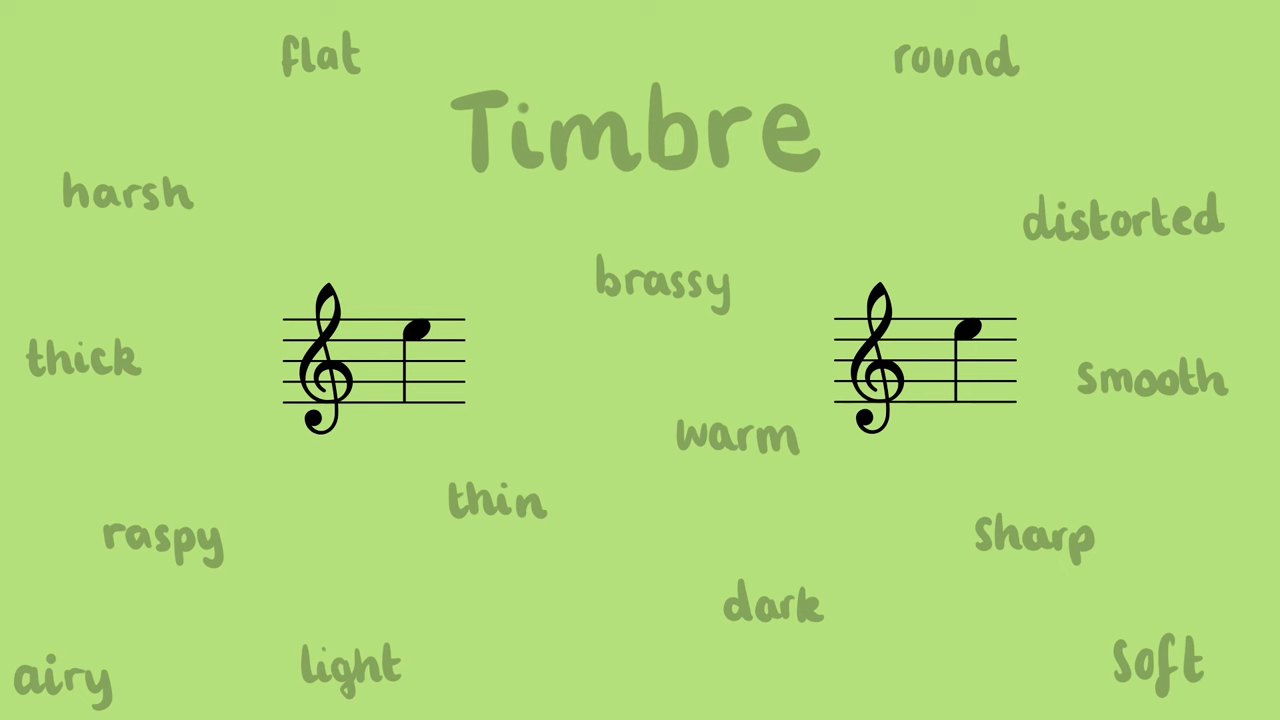 flat
round
Timbre
harsh
distorted
brassy
thick
smooth
warm
thin
raspy
sharp
dark
light
soft
airy